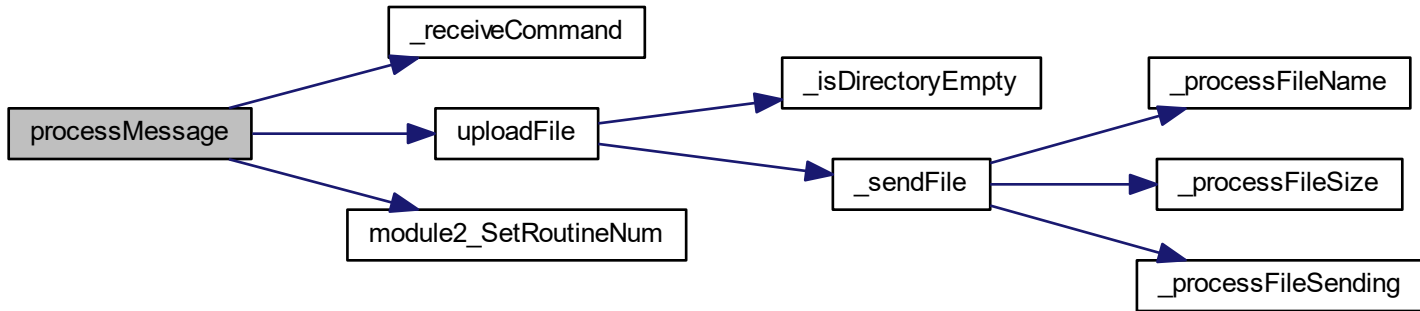 processMessage
_receiveCommand
uploadFile
module2_SetRoutineNum
_isDirectoryEmpty
_sendFile
_processFileName
_processFileSize
_processFileSending